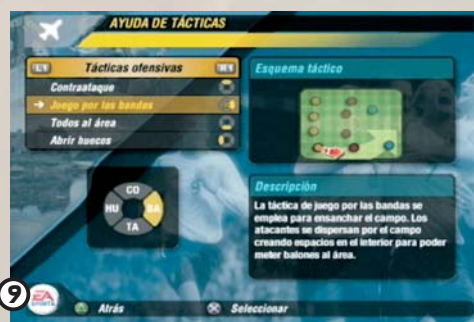 AYUDA DE TÁCTICAS
L1 Tácticas ofensivas R1
Contraataque
Juego por las bandas
Todos al área
Abrir huecos
CO
HU BA
TA
Esquema táctico
Descripción
La táctica de juego por las bandas se
emplea para ensanchar el campo. Los
atacantes se dispersan por el campo
creando espacios en el interior para poder
meter balones al área.
9
EA
SPORTS
Atrás
Seleccionar